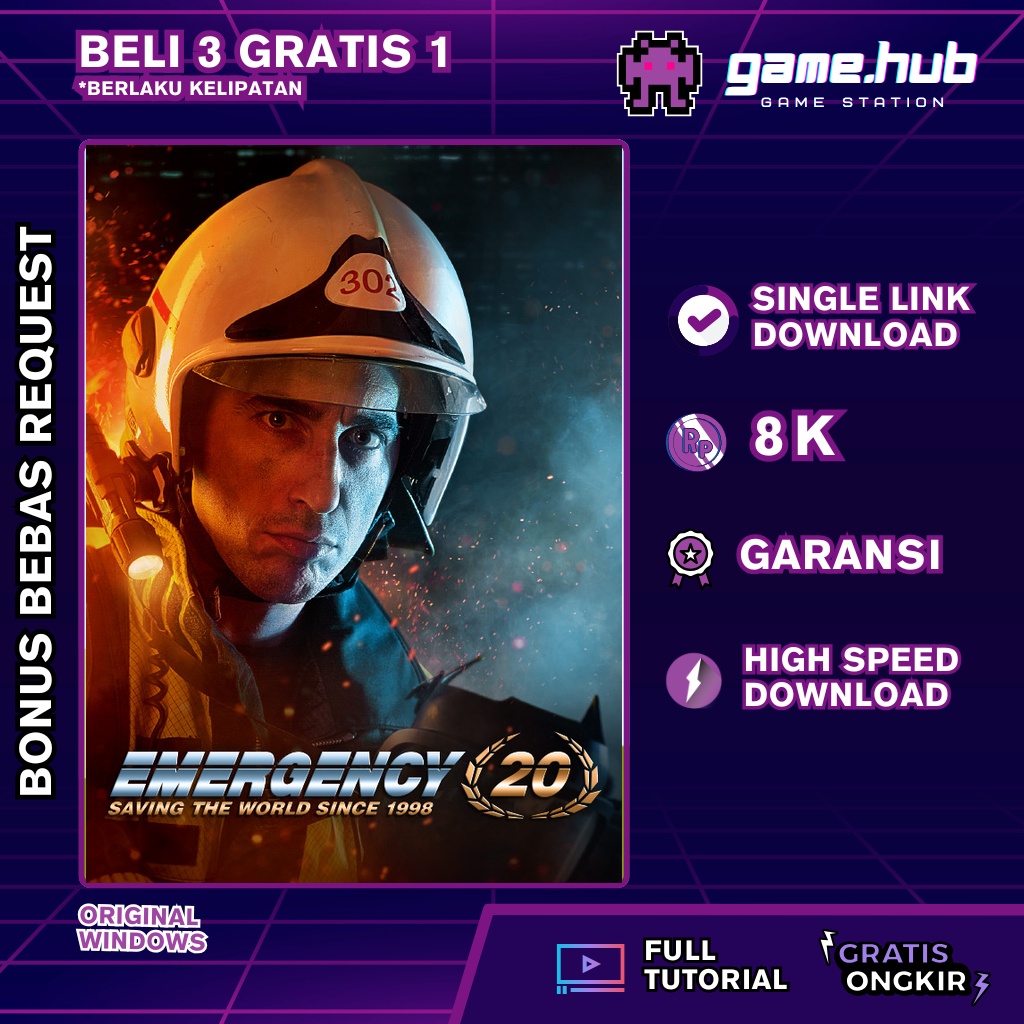 BELI 3 GRATIS 1
*BERLAKU KELIPATAN
game.hub
GAME STATION
BONUS BEBAS REQUEST
302
EMERGENCY 20
SAVING THE WORLD SINCE 1998
SINGLE LINK
DOWNLOAD
RP
8K
GARANSI
HIGH SPEED
DOWNLOAD
ORIGINAL
WINDOWS
FULL
TUTORIAL
GRATIS
ONGKIR